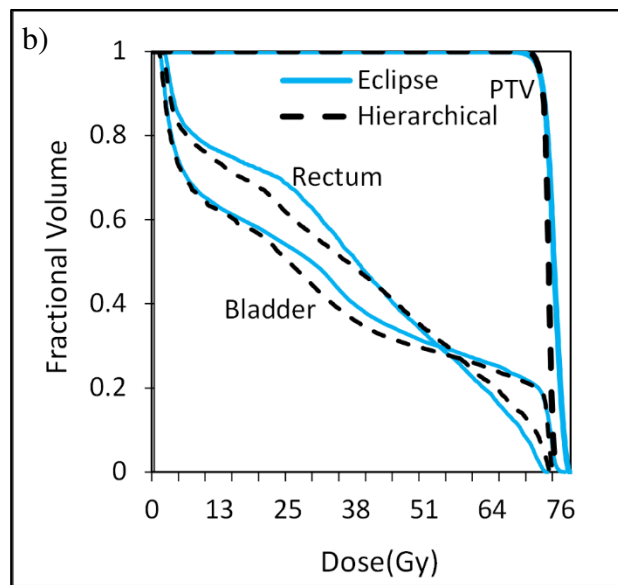 b)
1
0.8
0.6
0.4
0.2
0
Fractional Volume
Eclipse
Hierarchical
PTV
Rectum
Bladder
0 13 25 38 51 64 76
Dose(Gy)